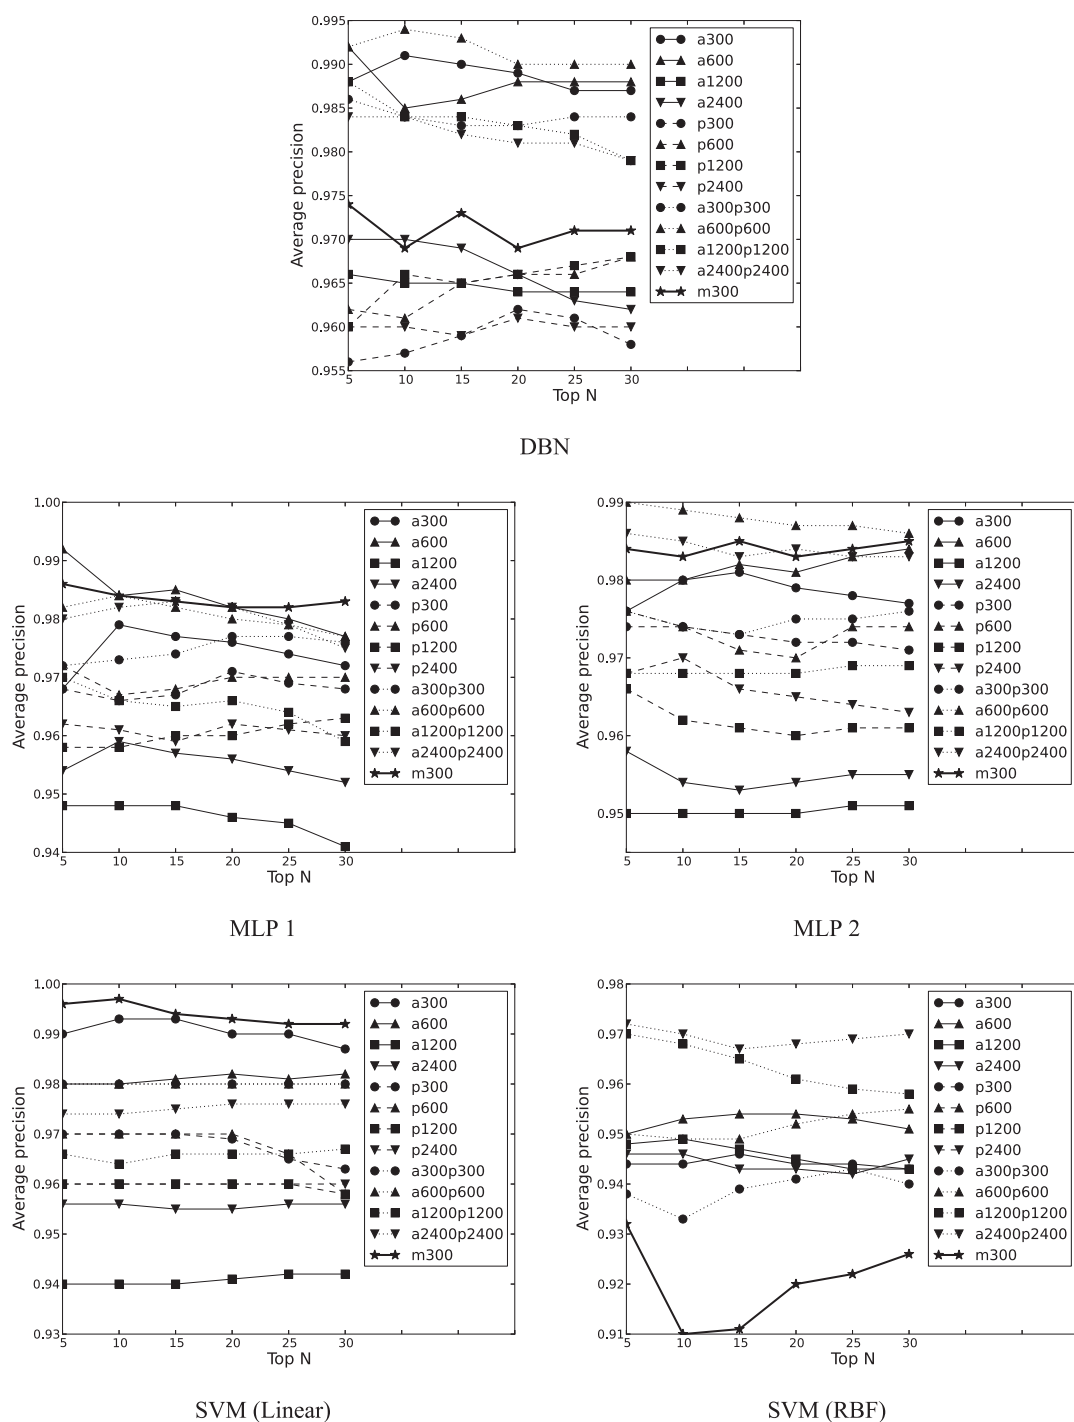 0.995
0.990
0.985
0.980
0.975
0.970
0.965
0.960
0.955
Average precision
5 10 15 20 25 30
Top N
a300
a600
a1200
a2400
p300
p600
p1200
p2400
a300p300
a600p600
a1200p1200
a2400p2400
m300
DBN
1.00
0.99
0.98
0.97
0.96
0.95
0.94
Average precision
5 10 15 20 25 30
Top N
a300
a600
a1200
a2400
p300
p600
p1200
p2400
a300p300
a600p600
a1200p1200
a2400p2400
m300
MLP 1
0.99
0.98
0.97
0.96
0.95
Average precision
5 10 15 20 25 30
Top N
a300
a600
a1200
a2400
p300
p600
p1200
p2400
a300p300
a600p600
a1200p1200
a2400p2400
m300
MLP 2
1.00
0.99
0.98
0.97
0.96
0.95
0.94
0.93
Average precision
5 10 15 20 25 30
Top N
a300
a600
a1200
a2400
p300
p600
p1200
p2400
a300p300
a600p600
a1200p1200
a2400p2400
m300
SVM (Linear)
0.98
0.97
0.96
0.95
0.94
0.93
0.92
0.91
Average precision
5 10 15 20 25 30
Top N
a300
a600
a1200
a2400
p300
p600
p1200
p2400
a300p300
a600p600
a1200p1200
a2400p2400
m300
SVM (RBF)